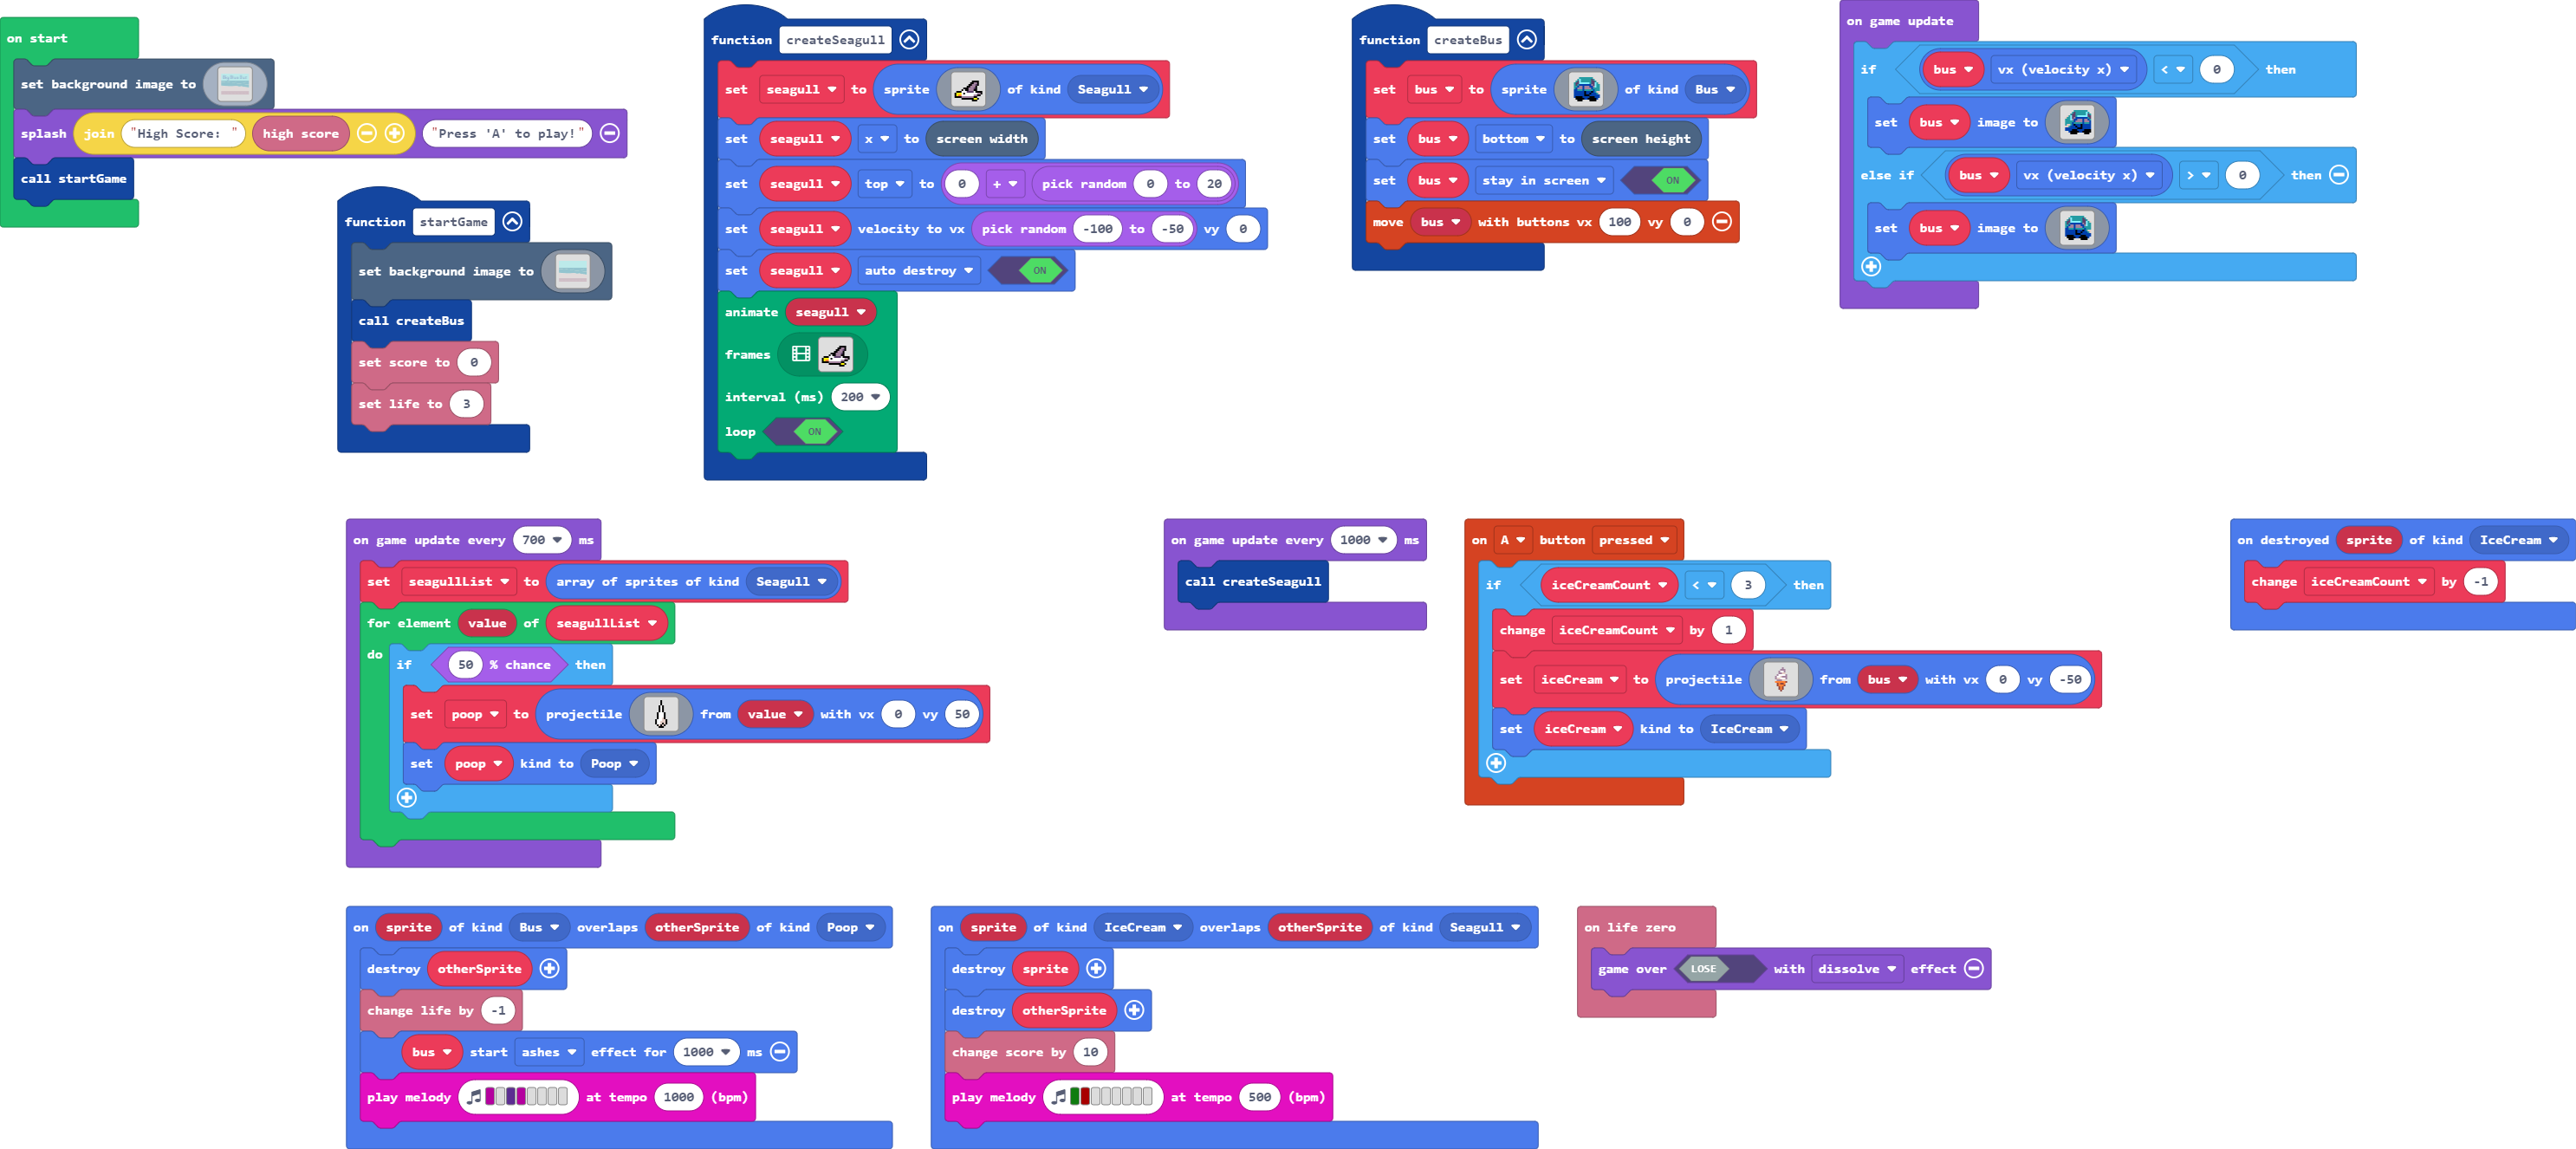 on start
set background image to
splash join "High Score: " high score "Press 'A' to play!"
call startGame
function startGame
set background image to
call createBus
set score to 0
set life to 3
function createSeagull
set seagull to sprite of kind Seagull
set seagull x to screen width
set seagull top to 0 + pick random 0 to 20
set seagull velocity to vx pick random -100 to -50 vy 0
set seagull auto destroy ON
animate seagull
frames
interval (ms) 200
loop ON
function createBus
set bus to sprite of kind Bus
set bus bottom to screen height
set bus stay in screen ON
move bus with buttons vx 100 vy 0
on game update
if bus vx (velocity x) < 0 then
set bus image to
else if bus vx (velocity x) > 0 then
set bus image to
on game update every 700 ms
set seagullList to array of sprites of kind Seagull
for element value of seagullList
do
if 50 % chance then
set poop to projectile from value with vx 0 vy 50
set poop kind to Poop
on game update every 1000 ms
call createSeagull
on A button pressed
if iceCreamCount < 3 then
change iceCreamCount by 1
set iceCream to projectile from bus with vx 0 vy -50
set iceCream kind to IceCream
on destroyed sprite of kind IceCream
change iceCreamCount by -1
on sprite of kind Bus overlaps otherSprite of kind Poop
destroy otherSprite
change life by -1
bus start ashes effect for 1000 ms
play melody at tempo 1000 (bpm)
on sprite of kind IceCream overlaps otherSprite of kind Seagull
destroy sprite
destroy otherSprite
change score by 10
play melody at tempo 500 (bpm)
on life zero
game over LOSE with dissolve effect